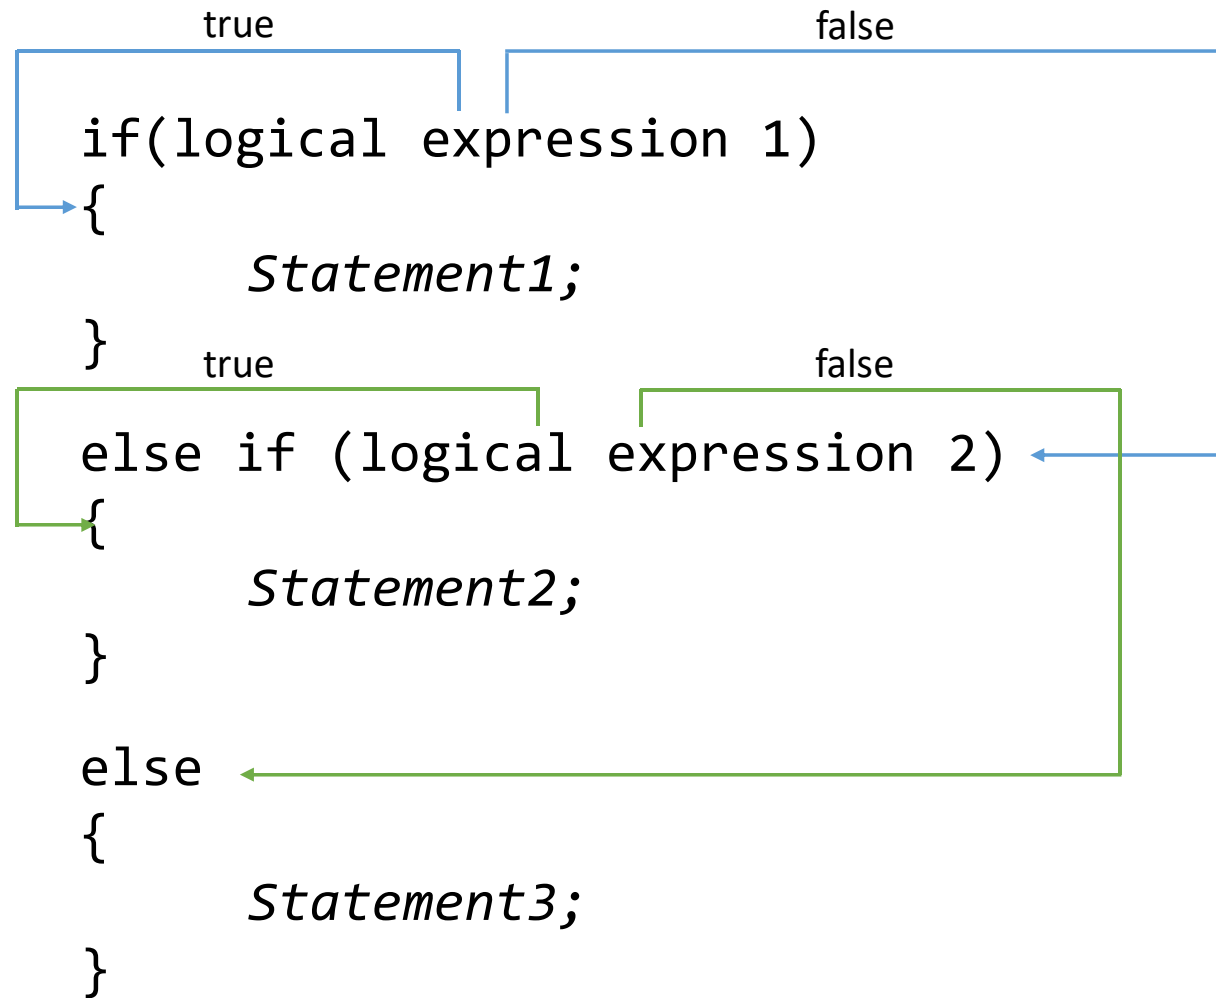 true false
if(logical expression 1)
{
Statement1;
}
true false
else if (logical expression 2)
{
Statement2;
}
else
{
Statement3;
}